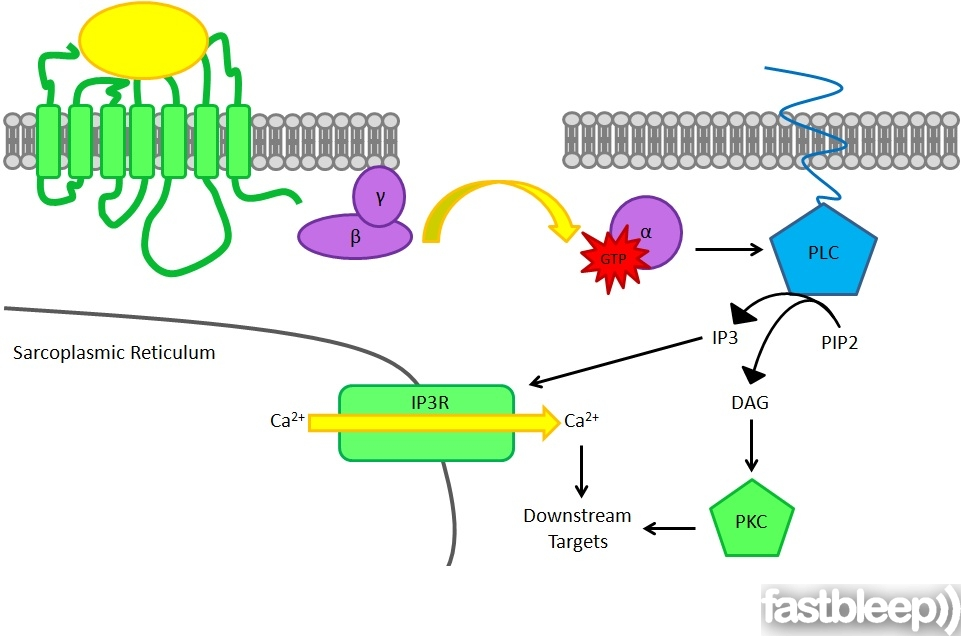 γ
β
α
GTP
PLC
IP3
PIP2
Sarcoplasmic Reticulum
DAG
IP3R
Ca²⁺
Ca²⁺
Downstream
Targets
PKC
fastbleep